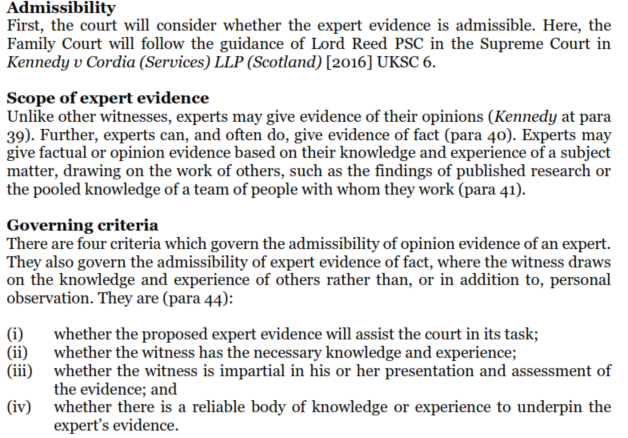 Admissibility
First, the court will consider whether the expert evidence is admissible. Here, the
Family Court will follow the guidance of Lord Reed PSC in the Supreme Court in
Kennedy v Cordia (Services) LLP (Scotland) [2016] UKSC 6.
Scope of expert evidence
Unlike other witnesses, experts may give evidence of their opinions (Kennedy at para
39). Further, experts can, and often do, give evidence of fact (para 40). Experts may
give factual or opinion evidence based on their knowledge and experience of a subject
matter, drawing on the work of others, such as the findings of published research or
the pooled knowledge of a team of people with whom they work (para 41).
Governing criteria
There are four criteria which govern the admissibility of opinion evidence of an expert.
They also govern the admissibility of expert evidence of fact, where the witness draws
on the knowledge and experience of others rather than, or in addition to, personal
observation. They are (para 44):
(i) whether the proposed expert evidence will assist the court in its task;
(ii) whether the witness has the necessary knowledge and experience;
(iii) whether the witness is impartial in his or her presentation and assessment of
the evidence; and
(iv) whether there is a reliable body of knowledge or experience to underpin the
expert's evidence.